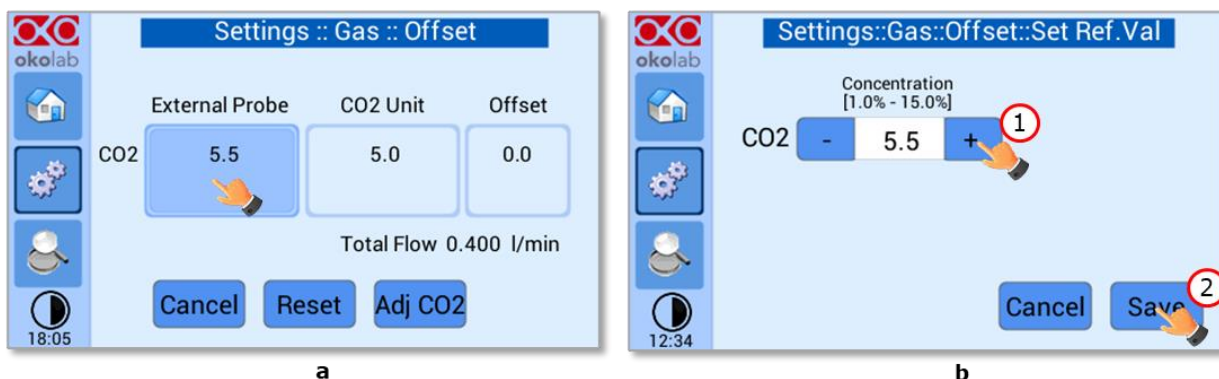 Settings :: Gas :: Offset
okolab
External Probe CO2 Unit Offset
CO2 5.5 5.0 0.0
Total Flow 0.400 l/min
Cancel Reset Adj CO2
18:05
a
Settings::Gas::Offset::Set Ref.Val
okolab
Concentration
[1.0% - 15.0%]
CO2 - 5.5 + 1
2
Cancel Save
12:34
b